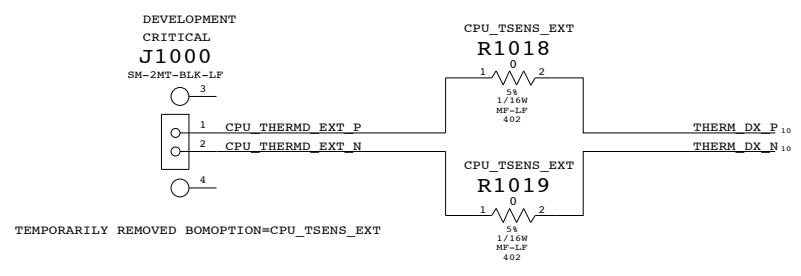 DEVELOPMENT
CRITICAL
J1000
SM-2MT-BLK-LF
3
1 CPU_THERMD_EXT_P
2 CPU_THERMD_EXT_N
4
CPU_TSENS_EXT
R1018
0
1 2
5%
1/16W
MF-LF
402
THERM_DX_P 10
THERM_DX_N 10
CPU_TSENS_EXT
R1019
0
1 2
5%
1/16W
MF-LF
402
TEMPORARILY REMOVED BOMOPTION=CPU_TSENS_EXT